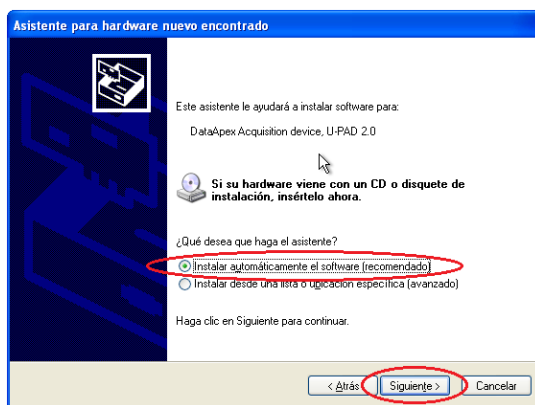 Asistente para hardware nuevo encontrado
Este asistente le ayudará a instalar software para:
DataApex Acquisition device, U-PAD 2.0
Si su hardware viene con un CD o disquete de
instalación, insértelo ahora.
¿Qué desea que haga el asistente?
Instalar automáticamente el software (recomendado)
Instalar desde una lista o ubicación específica (avanzado)
Haga clic en Siguiente para continuar.
< Atrás
Siguiente >
Cancelar